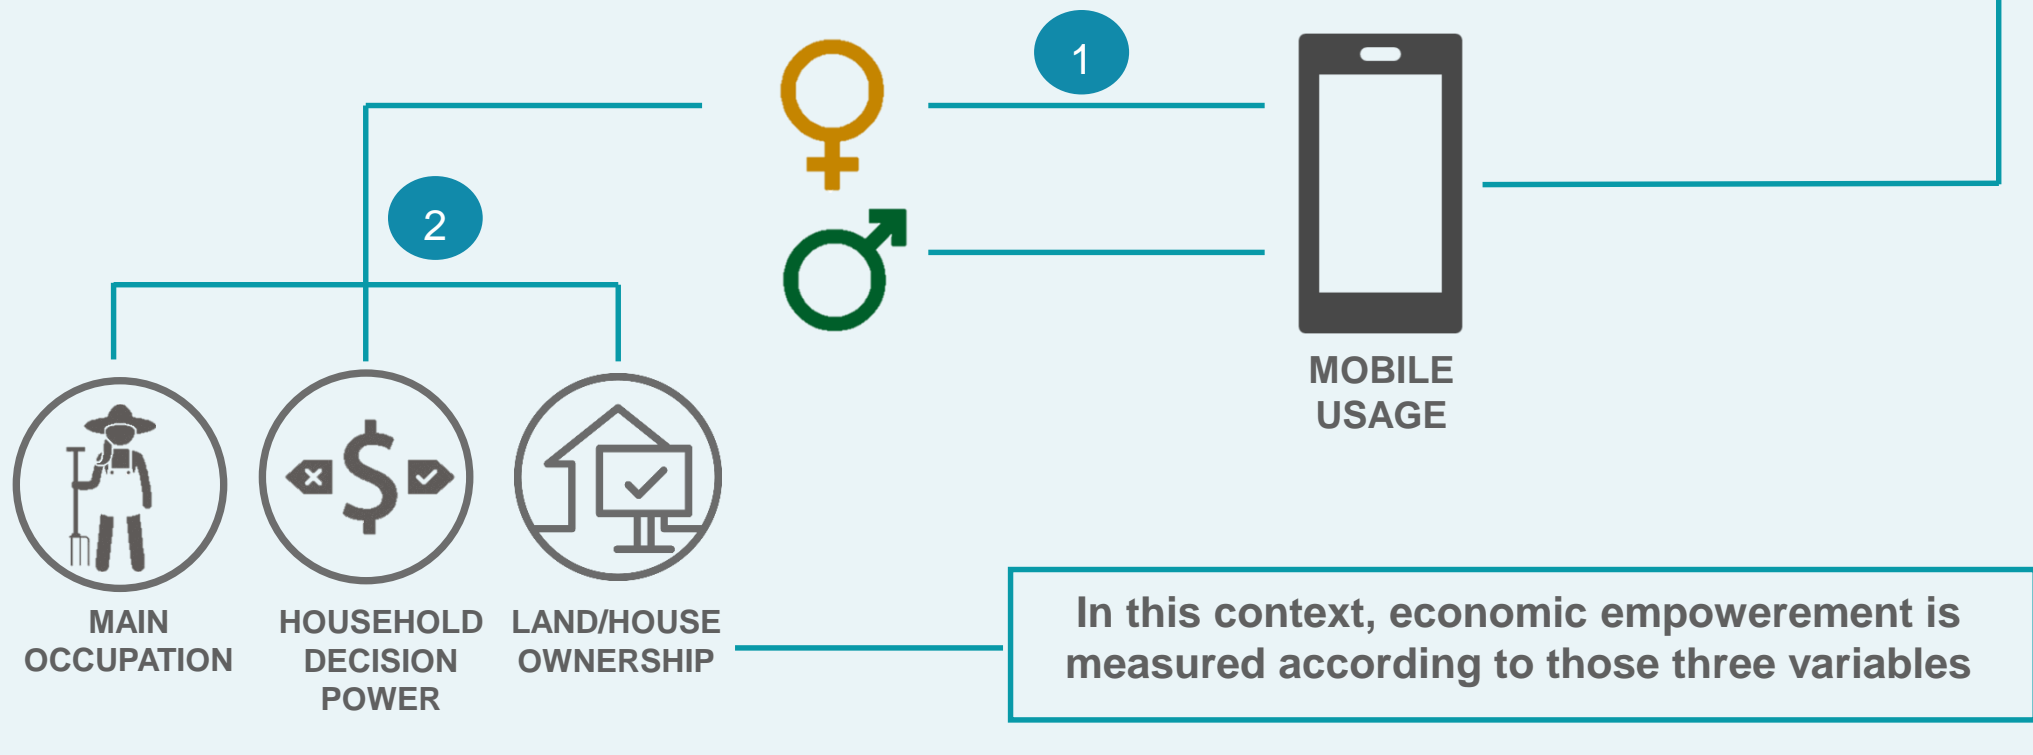 1
2
MOBILE
USAGE
MAIN
OCCUPATION
HOUSEHOLD
DECISION
POWER
LAND/HOUSE
OWNERSHIP
In this context, economic empowerement is
measured according to those three variables